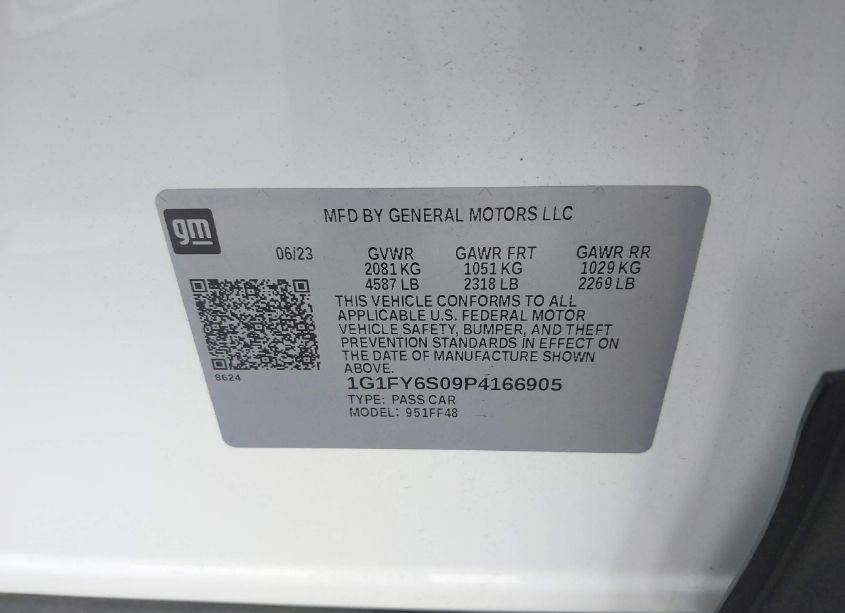 gm
MFD BY GENERAL MOTORS LLC
06/23 GVWR GAWR FRT GAWR RR
2081 KG 1051 KG 1029 KG
4587 LB 2318 LB 2269 LB
THIS VEHICLE CONFORMS TO ALL
APPLICABLE U.S. FEDERAL MOTOR
VEHICLE SAFETY, BUMPER, AND THEFT
PREVENTION STANDARDS IN EFFECT ON
THE DATE OF MANUFACTURE SHOWN
ABOVE.
8624
1G1FY6S09P4166905
TYPE: PASS CAR
MODEL: 951FF48